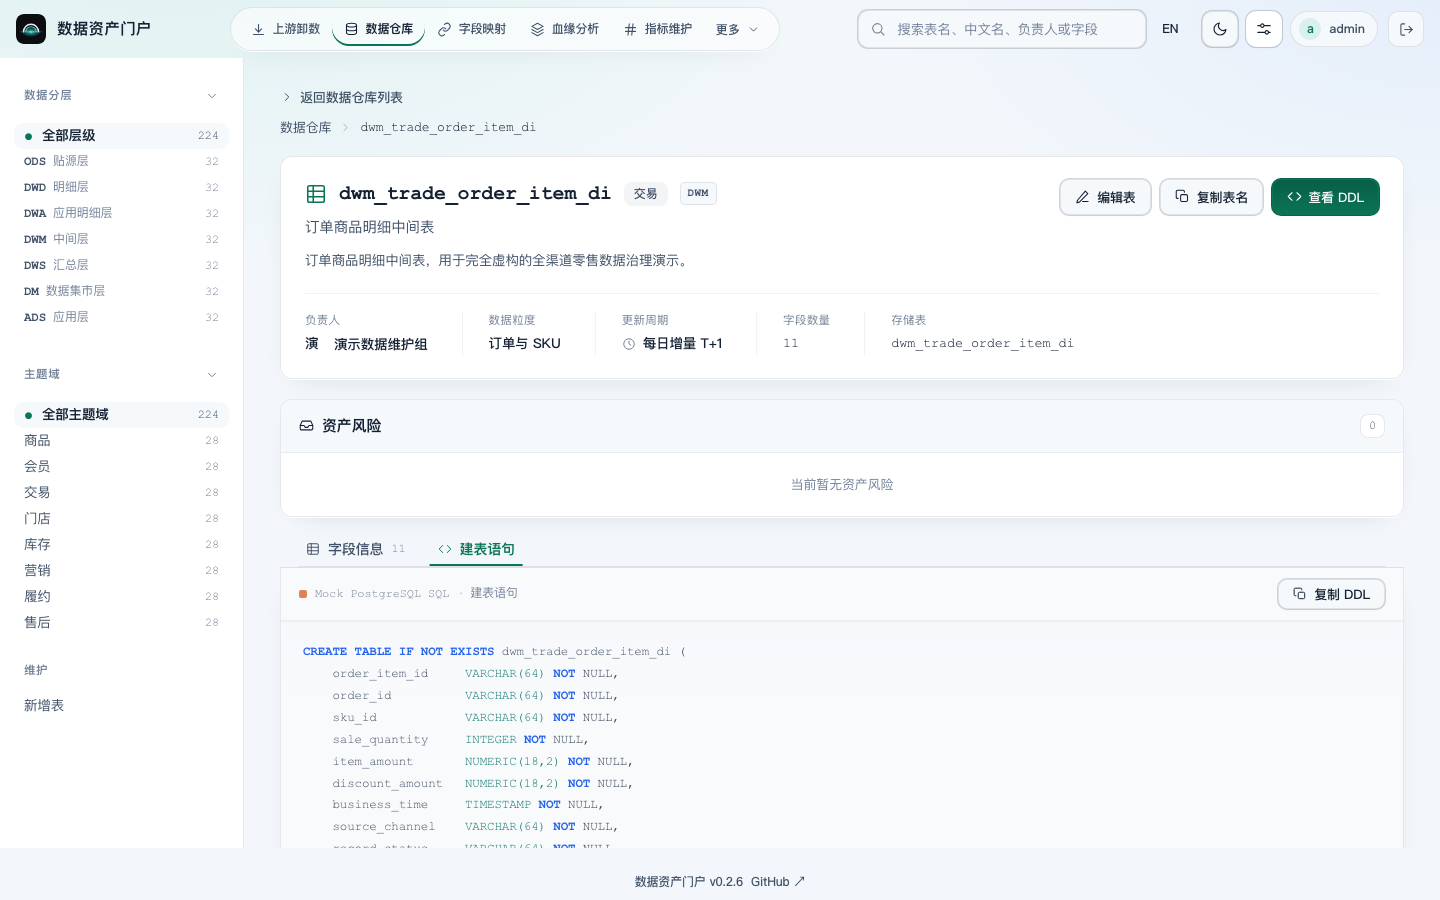 数据资产门户
上游卸数
数据仓库
字段映射
血缘分析
指标维护
更多
搜索表名、中文名、负责人或字段
EN
a admin
数据分层
全部层级 224
ODS 贴源层 32
DWD 明细层 32
DWA 应用明细层 32
DWM 中间层 32
DWS 汇总层 32
DM 数据集市层 32
ADS 应用层 32
主题域
全部主题域 224
商品 28
会员 28
交易 28
门店 28
库存 28
营销 28
履约 28
售后 28
维护
新增表
返回数据仓库列表
数据仓库 dwm_trade_order_item_di
dwm_trade_order_item_di 交易 DWM
编辑表
复制表名
查看 DDL
订单商品明细中间表
订单商品明细中间表，用于完全虚构的全渠道零售数据治理演示。
负责人
演 演示数据维护组
数据粒度
订单与 SKU
更新周期
每日增量 T+1
字段数量
11
存储表
dwm_trade_order_item_di
资产风险 0
当前暂无资产风险
字段信息 11
建表语句
Mock PostgreSQL SQL · 建表语句
复制 DDL
CREATE TABLE IF NOT EXISTS dwm_trade_order_item_di (
order_item_id VARCHAR(64) NOT NULL,
order_id VARCHAR(64) NOT NULL,
sku_id VARCHAR(64) NOT NULL,
sale_quantity INTEGER NOT NULL,
item_amount NUMERIC(18,2) NOT NULL,
discount_amount NUMERIC(18,2) NOT NULL,
business_time TIMESTAMP NOT NULL,
source_channel VARCHAR(64) NOT NULL,
record_status VARCHAR(64) NOT NULL,
数据资产门户 v0.2.6 GitHub ↗